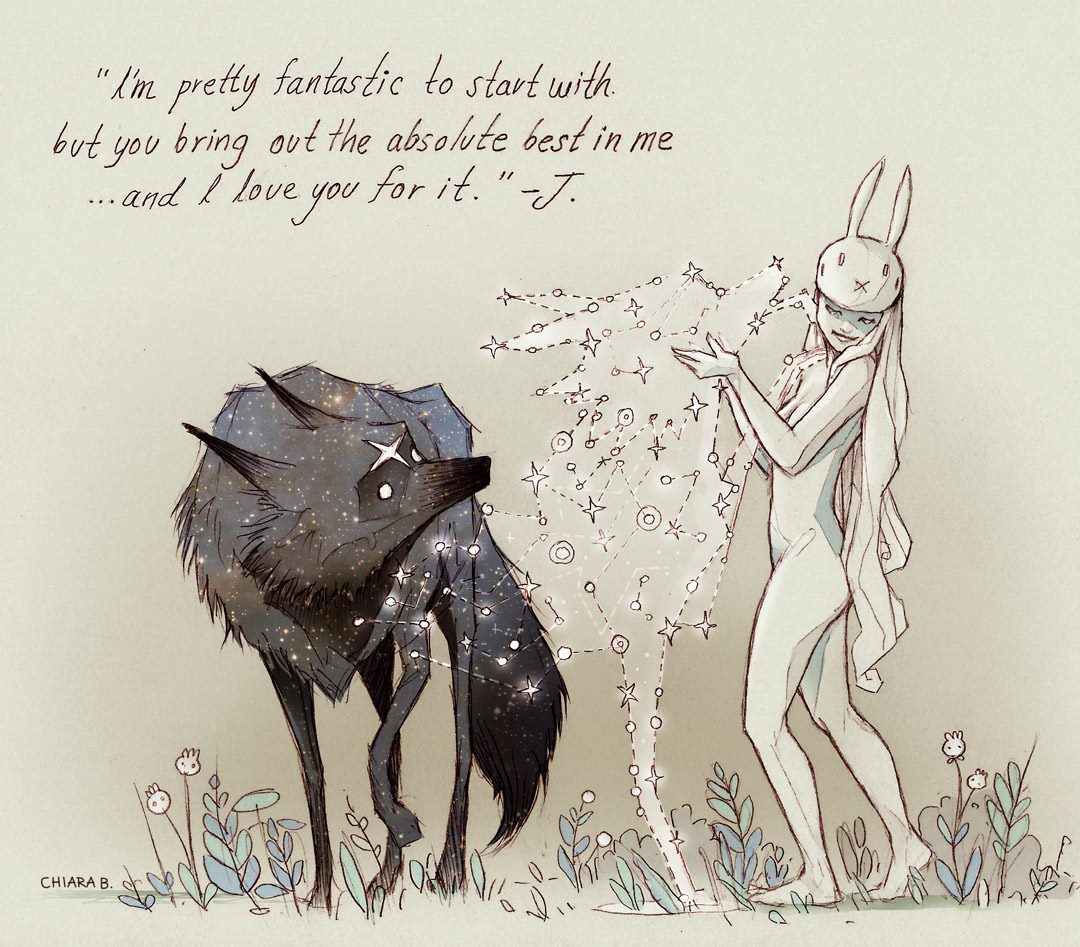 "I'm pretty fantastic to start with.
but you bring out the absolute best in me
...and I love you for it." -J.
CHIARA B.